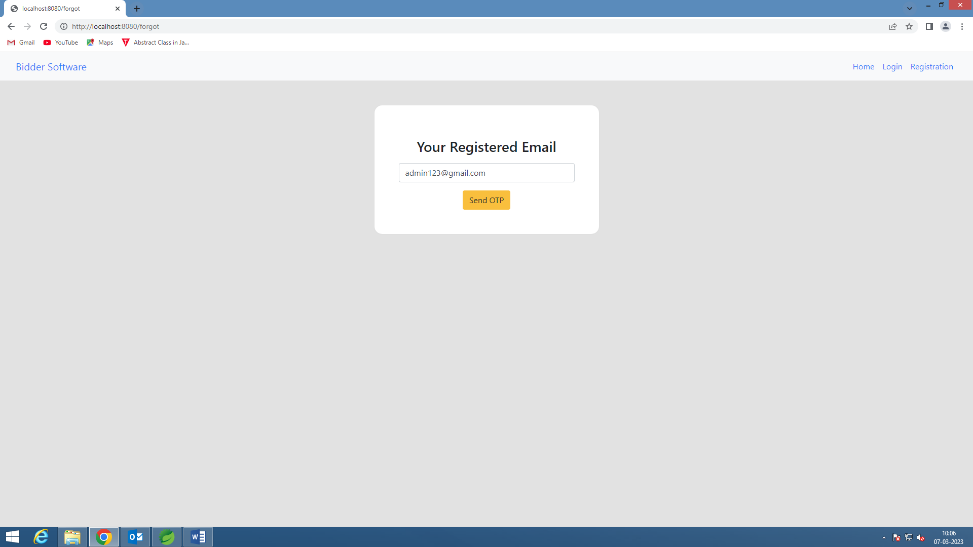 localhost:8080/forgot
http://localhost:8080/forgot
Gmail YouTube Maps Abstract Class in Ja...
Bidder Software Home Login Registration
Your Registered Email
admin123@gmail.com
Send OTP
10:06
07-03-2023